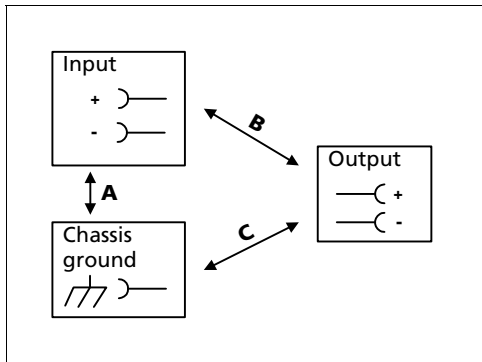 Input
+
-
B
Output
+
-
A
Chassis
ground
C